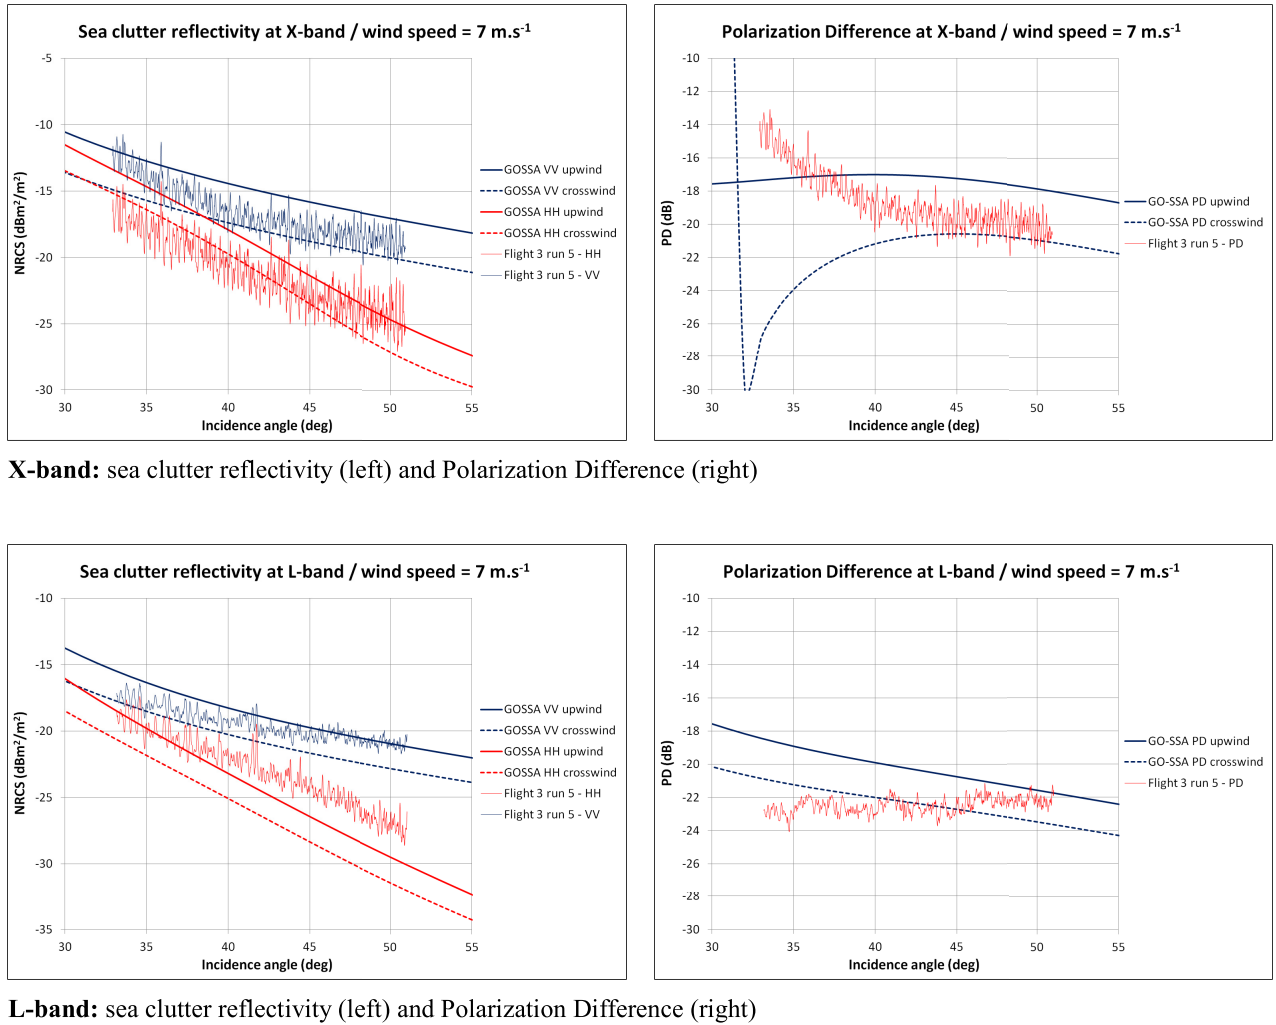 Sea clutter reflectivity at X-band / wind speed = 7 m.s-1
NRCS (dBm2/m2)
-5
-10
-15
-20
-25
-30
30 35 40 45 50 55
Incidence angle (deg)
GOSSA VV upwind
GOSSA VV crosswind
GOSSA HH upwind
GOSSA HH crosswind
Flight 3 run 5 - HH
Flight 3 run 5 - VV
Polarization Difference at X-band / wind speed = 7 m.s-1
PD (dB)
-10
-12
-14
-16
-18
-20
-22
-24
-26
-28
-30
30 35 40 45 50 55
Incidence angle (deg)
GO-SSA PD upwind
GO-SSA PD crosswind
Flight 3 run 5 - PD
X-band: sea clutter reflectivity (left) and Polarization Difference (right)
Sea clutter reflectivity at L-band / wind speed = 7 m.s-1
NRCS (dBm2/m2)
-10
-15
-20
-25
-30
-35
30 35 40 45 50 55
Incidence angle (deg)
GOSSA VV upwind
GOSSA VV crosswind
GOSSA HH upwind
GOSSA HH crosswind
Flight 3 run 5 - HH
Flight 3 run 5 - VV
Polarization Difference at L-band / wind speed = 7 m.s-1
PD (dB)
-10
-12
-14
-16
-18
-20
-22
-24
-26
-28
-30
30 35 40 45 50 55
Incidence angle (deg)
GO-SSA PD upwind
GO-SSA PD crosswind
Flight 3 run 5 - PD
L-band: sea clutter reflectivity (left) and Polarization Difference (right)